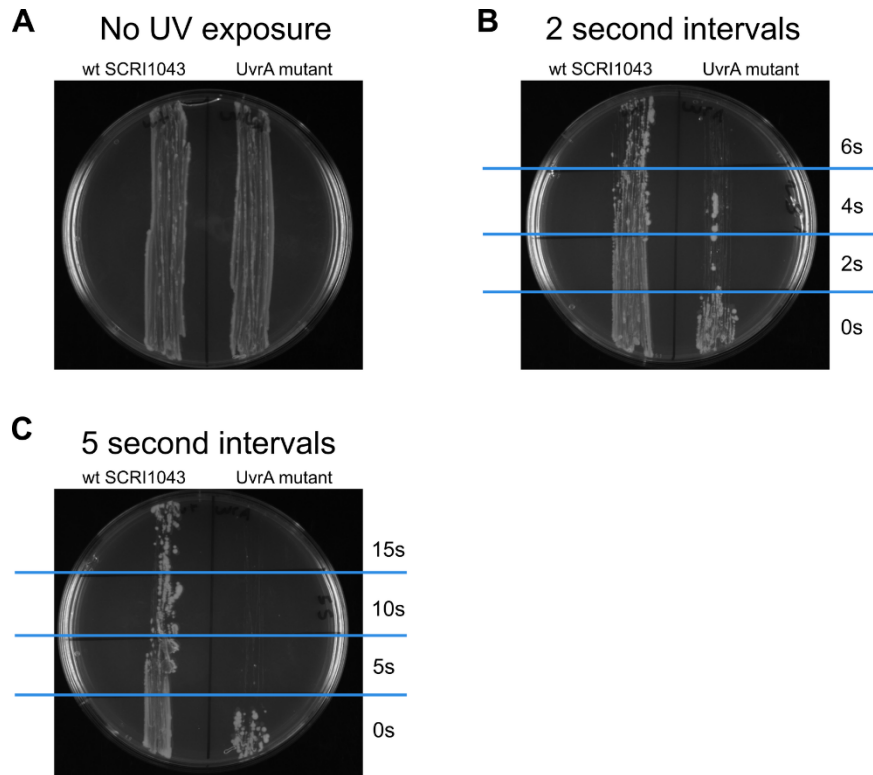 A
No UV exposure
wt SCRI1043 UvrA mutant
B
2 second intervals
wt SCRI1043 UvrA mutant
6s
4s
2s
0s
C
5 second intervals
wt SCRI1043 UvrA mutant
15s
10s
5s
0s